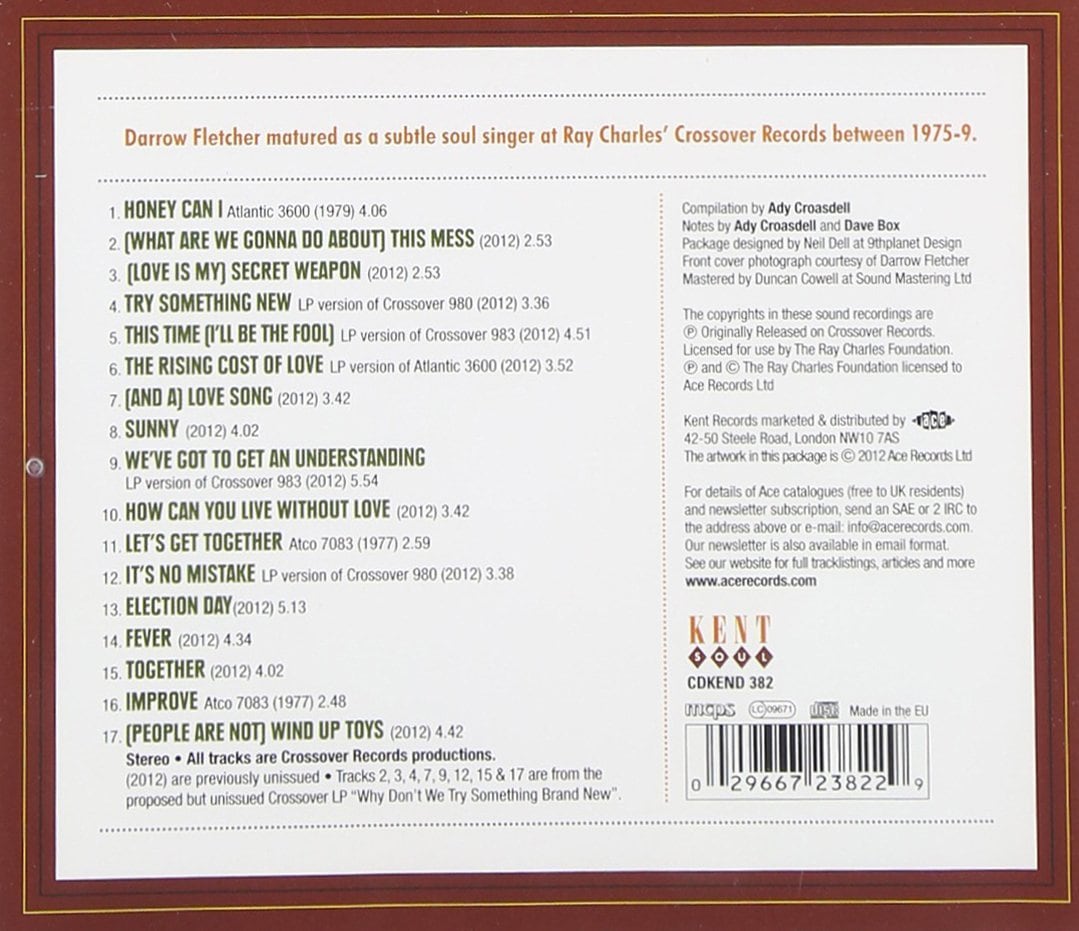 Darrow Fletcher matured as a subtle soul singer at Ray Charles' Crossover Records between 1975-9.
1. HONEY CAN I Atlantic 3600 (1979) 4.06
2. (WHAT ARE WE GONNA DO ABOUT) THIS MESS (2012) 2.53
3. (LOVE IS MY) SECRET WEAPON (2012) 2.53
4. TRY SOMETHING NEW LP version of Crossover 980 (2012) 3.36
5. THIS TIME (I'LL BE THE FOOL) LP version of Crossover 983 (2012) 4.51
6. THE RISING COST OF LOVE LP version of Atlantic 3600 (2012) 3.52
7. (AND A) LOVE SONG (2012) 3.42
8. SUNNY (2012) 4.02
9. WE'VE GOT TO GET AN UNDERSTANDING
LP version of Crossover 983 (2012) 5.54
10. HOW CAN YOU LIVE WITHOUT LOVE (2012) 3.42
11. LET'S GET TOGETHER Atco 7083 (1977) 2.59
12. IT'S NO MISTAKE LP version of Crossover 980 (2012) 3.38
13. ELECTION DAY (2012) 5.13
14. FEVER (2012) 4.34
15. TOGETHER (2012) 4.02
16. IMPROVE Atco 7083 (1977) 2.48
17. (PEOPLE ARE NOT) WIND UP TOYS (2012) 4.42
Stereo • All tracks are Crossover Records productions.
(2012) are previously unissued • Tracks 2, 3, 4, 7, 9, 12, 15 & 17 are from the
proposed but unissued Crossover LP "Why Don't We Try Something Brand New".
Compilation by Ady Croasdell
Notes by Ady Croasdell and Dave Box
Package designed by Neil Dell at 9thplanet Design
Front cover photograph courtesy of Darrow Fletcher
Mastered by Duncan Cowell at Sound Mastering Ltd
The copyrights in these sound recordings are
℗ Originally Released on Crossover Records.
Licensed for use by The Ray Charles Foundation.
℗ and © The Ray Charles Foundation licensed to
Ace Records Ltd
Kent Records marketed & distributed by ace
42-50 Steele Road, London NW10 7AS
The artwork in this package is © 2012 Ace Records Ltd
For details of Ace catalogues (free to UK residents)
and newsletter subscription, send an SAE or 2 IRC to
the address above or e-mail: info@acerecords.com.
Our newsletter is also available in email format.
See our website for full tracklistings, articles and more
www.acerecords.com
KENT
SOUL
CDKEND 382
mcps LC 09671 disc Made in the EU
0 29667 23822 9